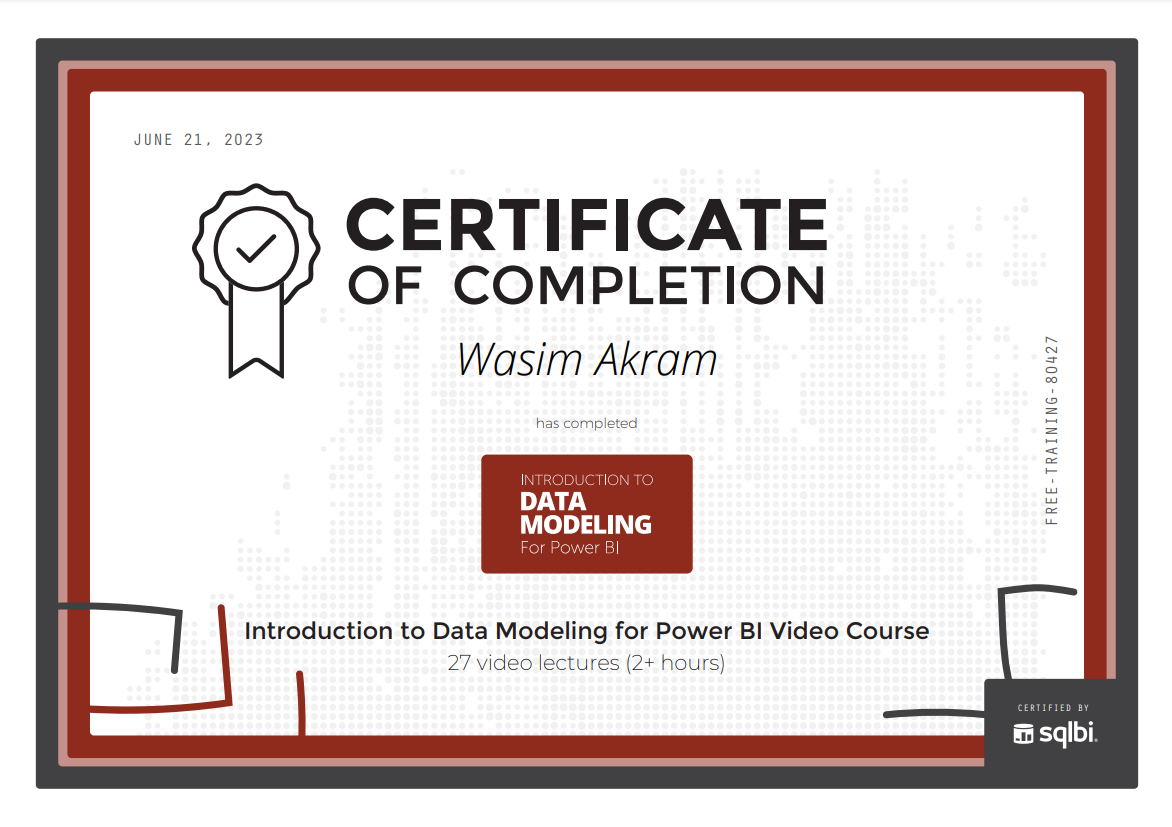 JUNE 21, 2023
CERTIFICATE
OF COMPLETION
Wasim Akram
has completed
INTRODUCTION TO
DATA
MODELING
For Power BI
FREE-TRAINING-80427
Introduction to Data Modeling for Power BI Video Course
27 video lectures (2+ hours)
CERTIFIED BY
sqlbi